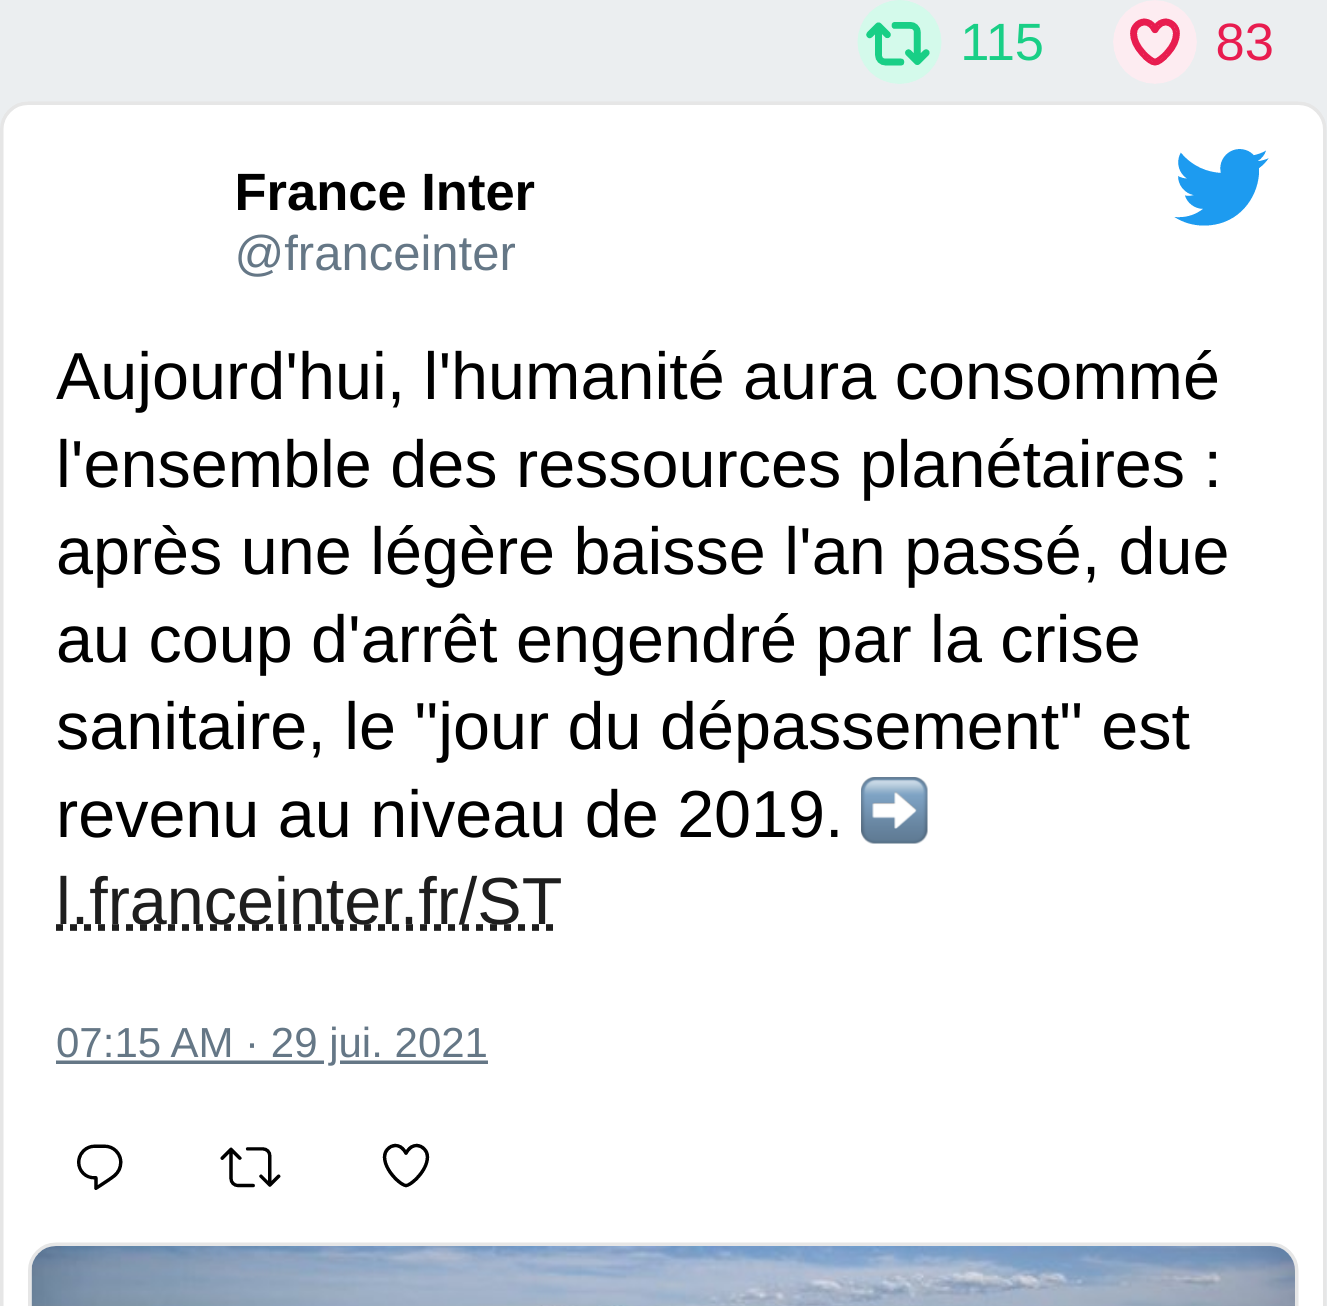 115 83
France Inter
@franceinter
Aujourd'hui, l'humanité aura consommé
l'ensemble des ressources planétaires :
après une légère baisse l'an passé, due
au coup d'arrêt engendré par la crise
sanitaire, le "jour du dépassement" est
revenu au niveau de 2019. ➡️
l.franceinter.fr/ST
07:15 AM · 29 jui. 2021